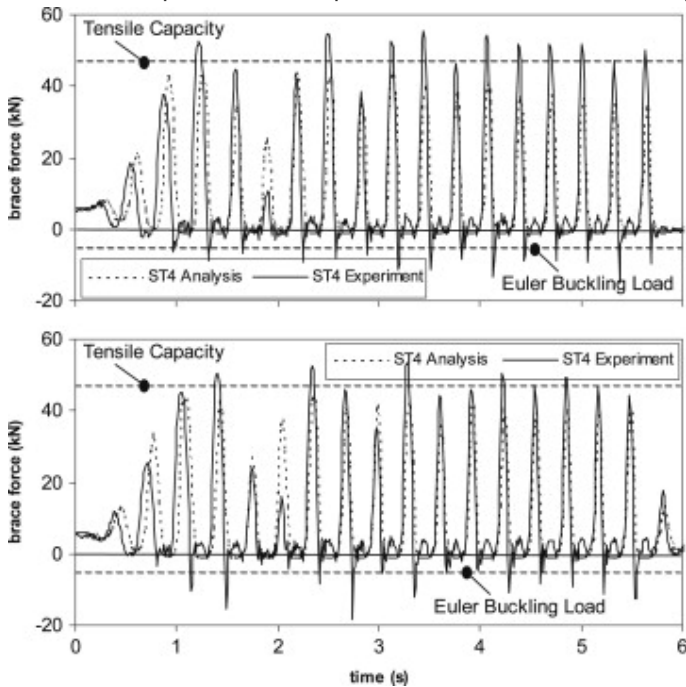 60
Tensile Capacity
40
brace force (kN)
20
0
ST4 Analysis ST4 Experiment
Euler Buckling Load
-20
60
Tensile Capacity
ST4 Analysis ST4 Experiment
40
brace force (kN)
20
0
Euler Buckling Load
-20
0 1 2 3 4 5 6
time (s)